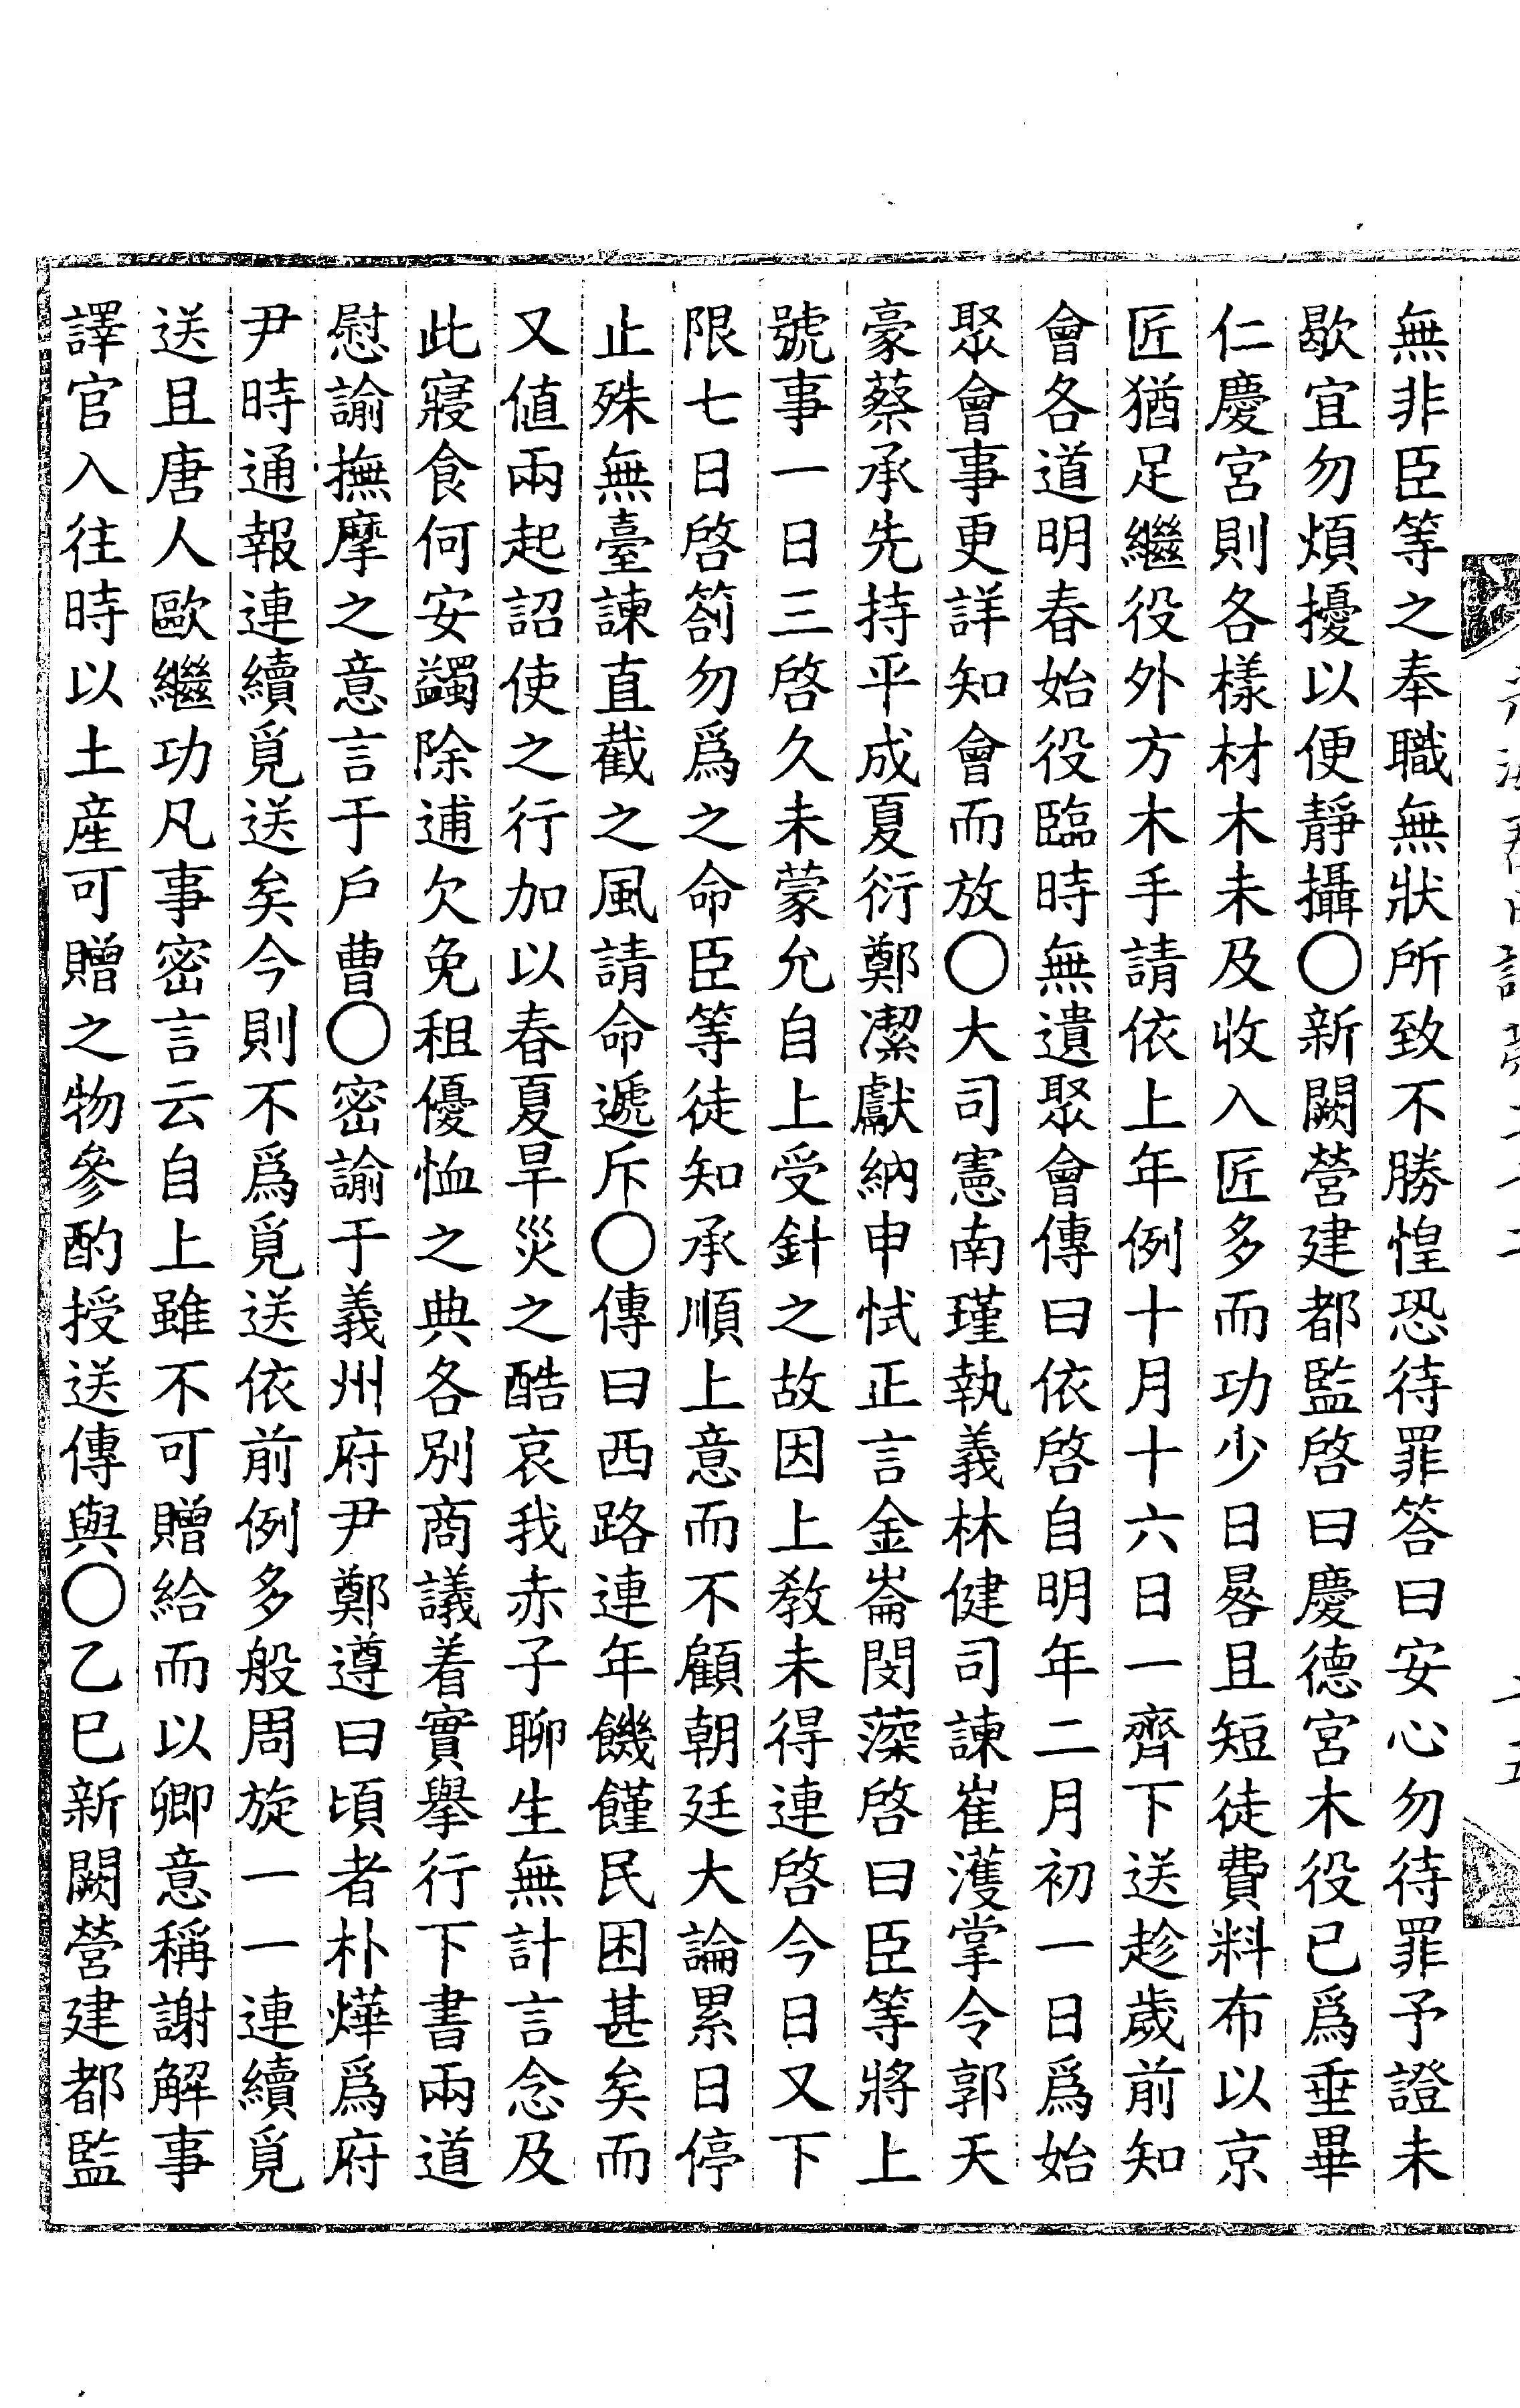 無非臣等之奉職無狀所致不勝惶恐待罪答曰安心勿待罪予證未
歇宜勿煩擾以便靜攝○新闕營建都監啓曰慶德宮木役已爲垂畢
仁慶宮則各樣材木未及收入匠多而功少日晷且短徒費料布以京
匠猶足繼役外方木手請依上年例十月十六日一齊下送趁歲前知
會各道明春始役臨時無遺聚會傳曰依啓自明年二月初一日爲始
聚會事更詳知會而放○大司憲南瑾執義林健司諫崔濩掌令郭天
豪蔡承先持平成夏衍鄭潔獻納申恜正言金崙閔藻啓曰臣等將上
號事一日三啓久未蒙允自上受針之故因上敎未得連啓今日又下
限七日啓箚勿爲之命臣等徒知承順上意而不顧朝廷大論累日停
止殊無臺諫直截之風請命遞斥○傳曰西路連年饑饉民困甚矣而
又値兩起詔使之行加以春夏旱災之酷哀我赤子聊生無計言念及
此寢食何安蠲除逋欠免租優恤之典各別商議着實擧行下書兩道
慰諭撫摩之意言于戶曹○密諭于義州府尹鄭遵曰頃者朴燁爲府
尹時通報連續覓送矣今則不爲覓送依前例多般周旋一一連續覓
送且唐人歐繼功凡事密言云自上雖不可贈給而以卿意稱謝解事
譯官入往時以土産可贈之物參酌授送傳與○乙巳新闕營建都監